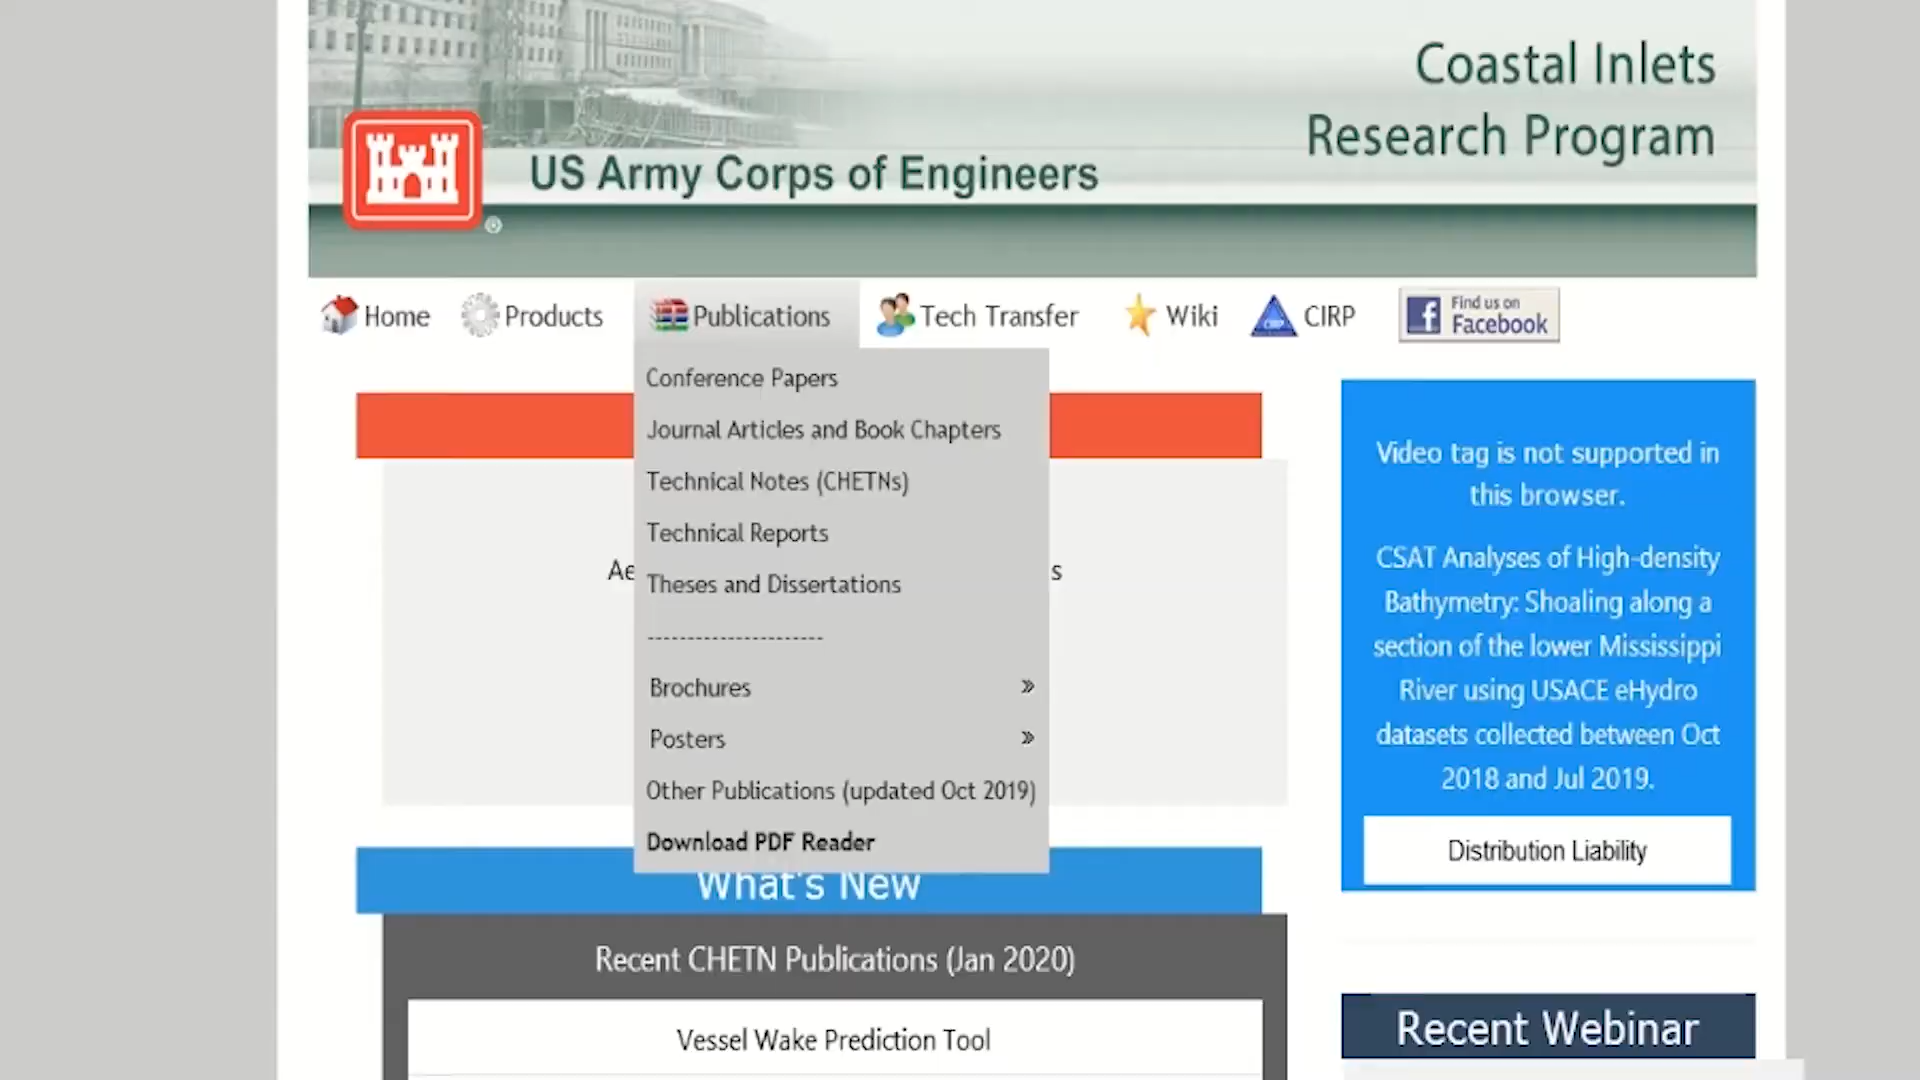 Coastal Inlets
Research Program
US Army Corps of Engineers
®
Home Products Publications Tech Transfer Wiki CIRP Find us on Facebook
Conference Papers
Journal Articles and Book Chapters
Technical Notes (CHETNs)
Technical Reports
Theses and Dissertations
----------------------
Brochures »
Posters »
Other Publications (updated Oct 2019)
Download PDF Reader
What's New
Recent CHETN Publications (Jan 2020)
Vessel Wake Prediction Tool
Video tag is not supported in
this browser.
CSAT Analyses of High-density
Bathymetry: Shoaling along a
section of the lower Mississippi
River using USACE eHydro
datasets collected between Oct
2018 and Jul 2019.
Distribution Liability
Recent Webinar